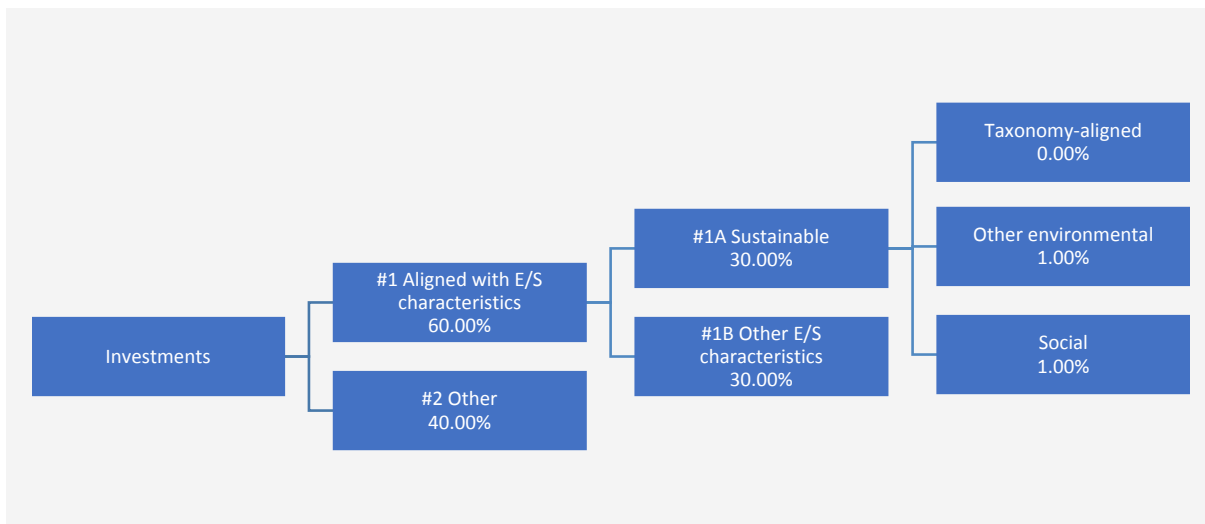 Investments
#1 Aligned with E/S
characteristics
60.00%
#2 Other
40.00%
#1A Sustainable
30.00%
#1B Other E/S
characteristics
30.00%
Taxonomy-aligned
0.00%
Other environmental
1.00%
Social
1.00%